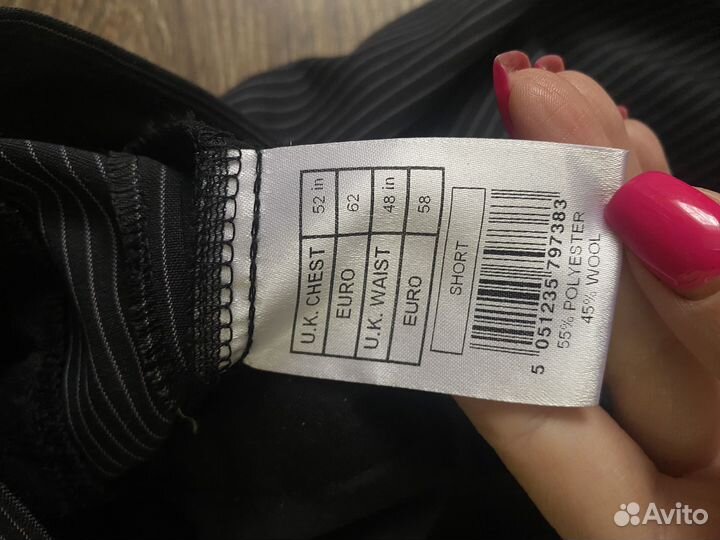 U.K. CHEST 52 in
EURO 62
U.K. WAIST 48 in
EURO 58
SHORT
5 051235 797383
55% POLYESTER
45% WOOL
Avito